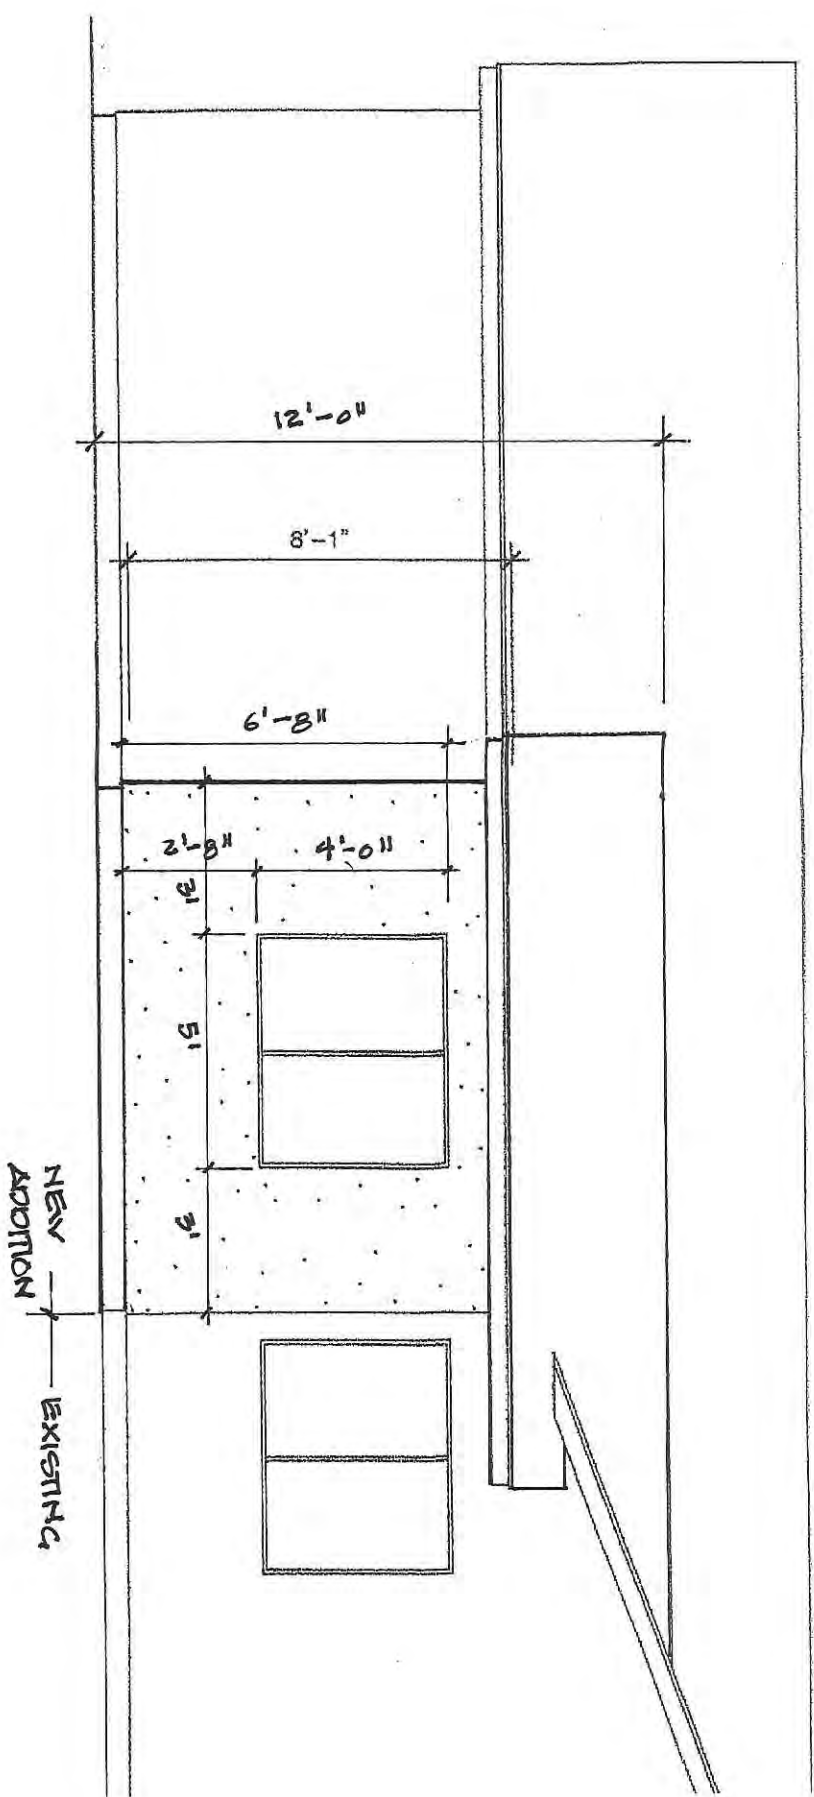 12'-0"
8'-1"
6'-8"
2'-8"
4'-0"
3'
5'
3'
NEW
ADDITION
EXISTING